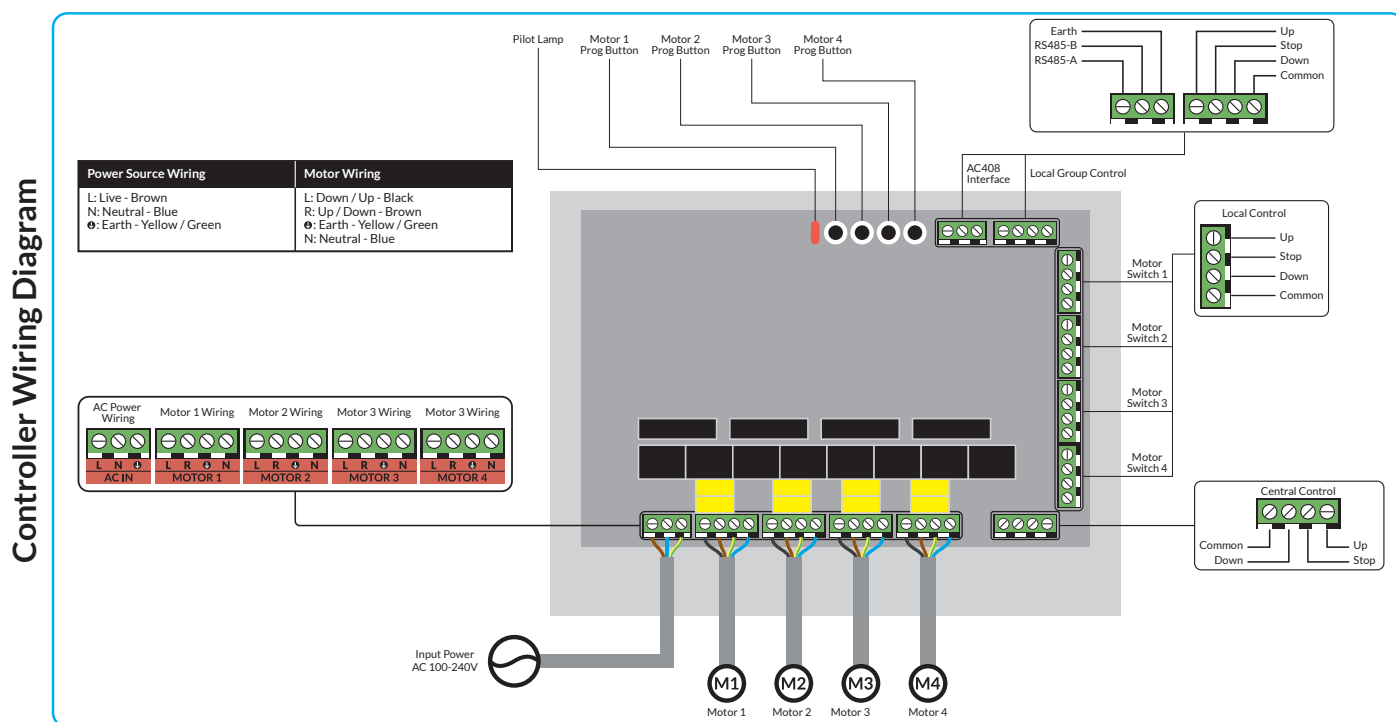 Controller Wiring Diagram
Pilot Lamp
Motor 1
Prog Button
Motor 2
Prog Button
Motor 3
Prog Button
Motor 4
Prog Button
Earth
RS485-B
RS485-A
Up
Stop
Down
Common
AC408
Interface
Local Group Control
Power Source Wiring
L: Live - Brown
N: Neutral - Blue
⏚: Earth - Yellow / Green
Motor Wiring
L: Down / Up - Black
R: Up / Down - Brown
⏚: Earth - Yellow / Green
N: Neutral - Blue
Local Control
Up
Stop
Down
Common
Motor
Switch 1
Motor
Switch 2
Motor
Switch 3
Motor
Switch 4
AC Power
Wiring
Motor 1 Wiring
Motor 2 Wiring
Motor 3 Wiring
Motor 3 Wiring
L N ⏚
AC IN
L R ⏚ N
MOTOR 1
L R ⏚ N
MOTOR 2
L R ⏚ N
MOTOR 3
L R ⏚ N
MOTOR 4
Central Control
Common
Down
Up
Stop
Input Power
AC 100-240V
M1
Motor 1
M2
Motor 2
M3
Motor 3
M4
Motor 4